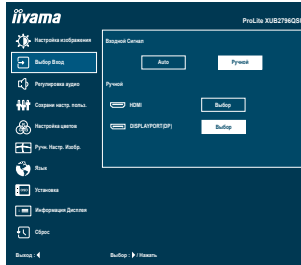 iiyama
ProLite XUB2796QSU
Настройка изображения
Входной Сигнал
Выбор Вход
Auto
Ручной
Регулировка аудио
Ручной
Сохрани настр. польз.
HDMI
Выбор
Настройка цветов
DISPLAYPORT(DP)
Выбор
Ручн. Настр. Изобр.
Язык
Установка
Информация Дисплея
Сброс
Выход :
Выбор : / Нажать